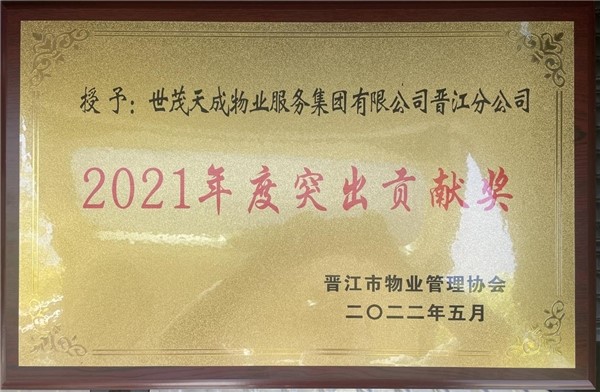 授予：世茂天成物业服务集团有限公司晋江分公司
2021年度突出贡献奖
晋江市物业管理协会
二〇二二年五月